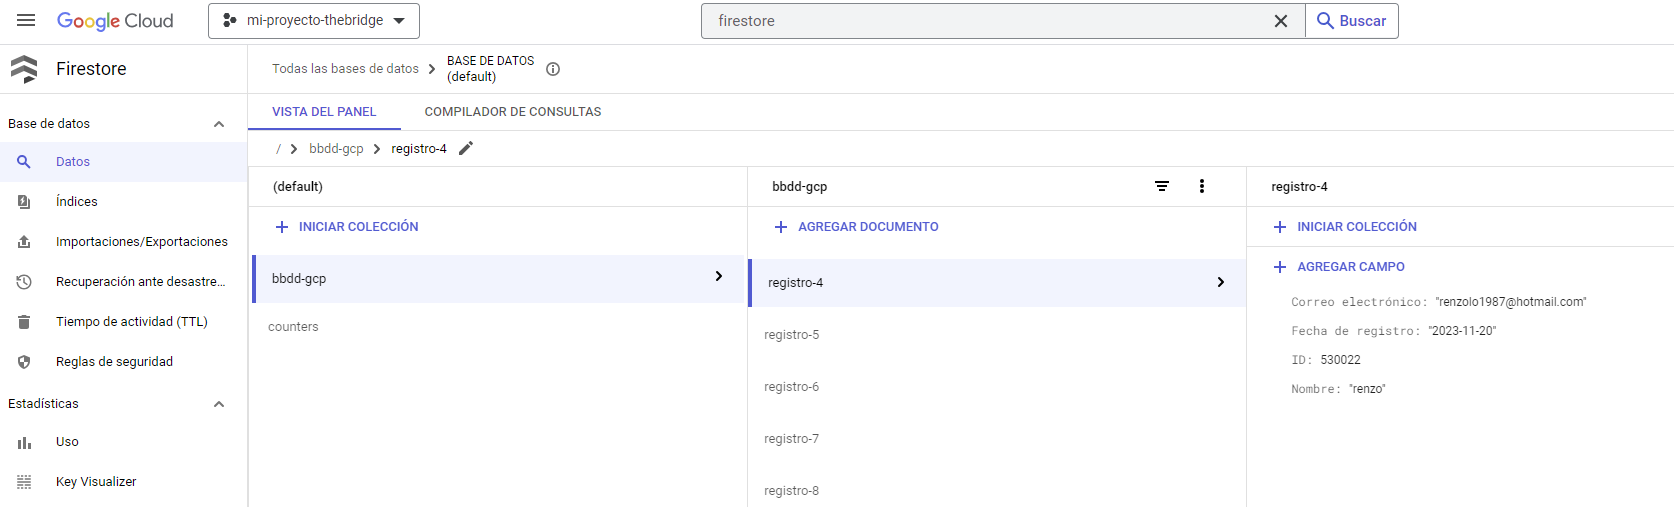 Google Cloud
mi-proyecto-thebridge
firestore
Buscar
Firestore
Todas las bases de datos
BASE DE DATOS
(default)
Base de datos
Datos
Índices
Importaciones/Exportaciones
Recuperación ante desastre...
Tiempo de actividad (TTL)
Reglas de seguridad
Estadísticas
Uso
Key Visualizer
VISTA DEL PANEL
COMPILADOR DE CONSULTAS
/ bbdd-gcp registro-4
(default)
INICIAR COLECCIÓN
bbdd-gcp
counters
bbdd-gcp
AGREGAR DOCUMENTO
registro-4
registro-5
registro-6
registro-7
registro-8
registro-4
INICIAR COLECCIÓN
AGREGAR CAMPO
Correo electrónico: "renzolo1987@hotmail.com"
Fecha de registro: "2023-11-20"
ID: 530022
Nombre: "renzo"